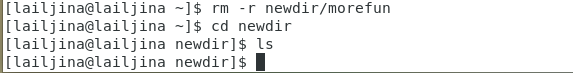 [lailjina@lailjina ~]$ rm -r newdir/morefun
[lailjina@lailjina ~]$ cd newdir
[lailjina@lailjina newdir]$ ls
[lailjina@lailjina newdir]$